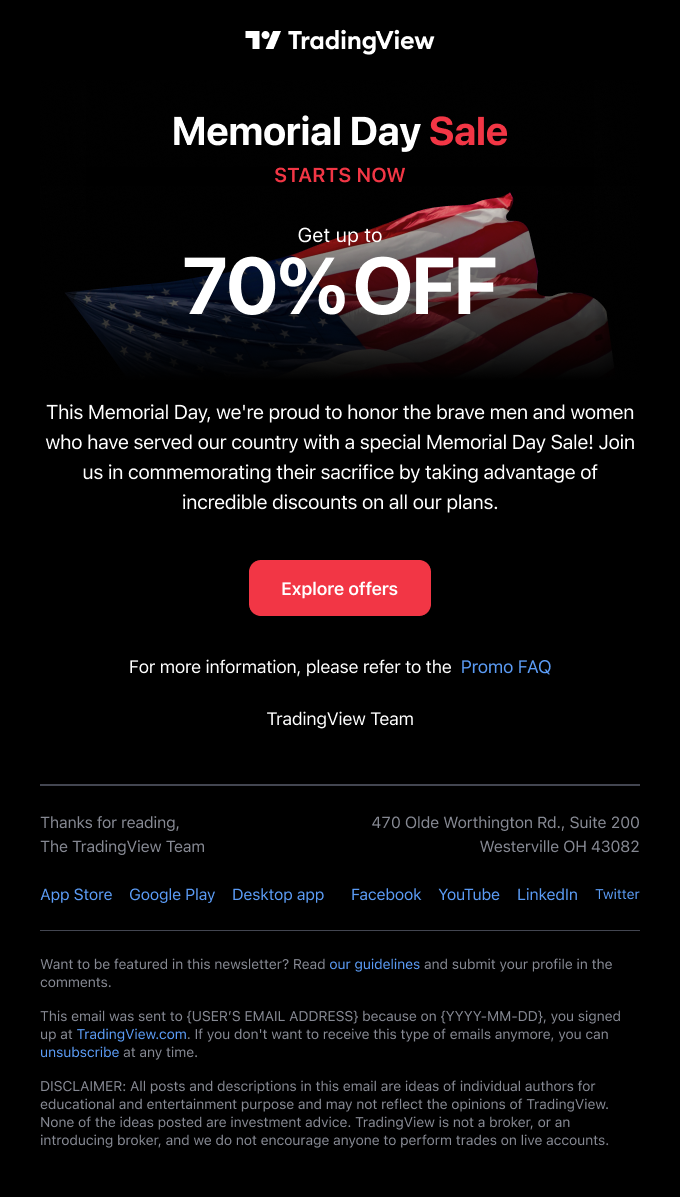 TradingView
Memorial Day Sale
STARTS NOW
Get up to
70% OFF
This Memorial Day, we're proud to honor the brave men and women
who have served our country with a special Memorial Day Sale! Join
us in commemorating their sacrifice by taking advantage of
incredible discounts on all our plans.
Explore offers
For more information, please refer to the Promo FAQ
TradingView Team
Thanks for reading,
The TradingView Team
470 Olde Worthington Rd., Suite 200
Westerville OH 43082
App Store Google Play Desktop app Facebook YouTube LinkedIn Twitter
Want to be featured in this newsletter? Read our guidelines and submit your profile in the
comments.
This email was sent to {USER’S EMAIL ADDRESS} because on {YYYY-MM-DD}, you signed
up at TradingView.com. If you don't want to receive this type of emails anymore, you can
unsubscribe at any time.
DISCLAIMER: All posts and descriptions in this email are ideas of individual authors for
educational and entertainment purpose and may not reflect the opinions of TradingView.
None of the ideas posted are investment advice. TradingView is not a broker, or an
introducing broker, and we do not encourage anyone to perform trades on live accounts.